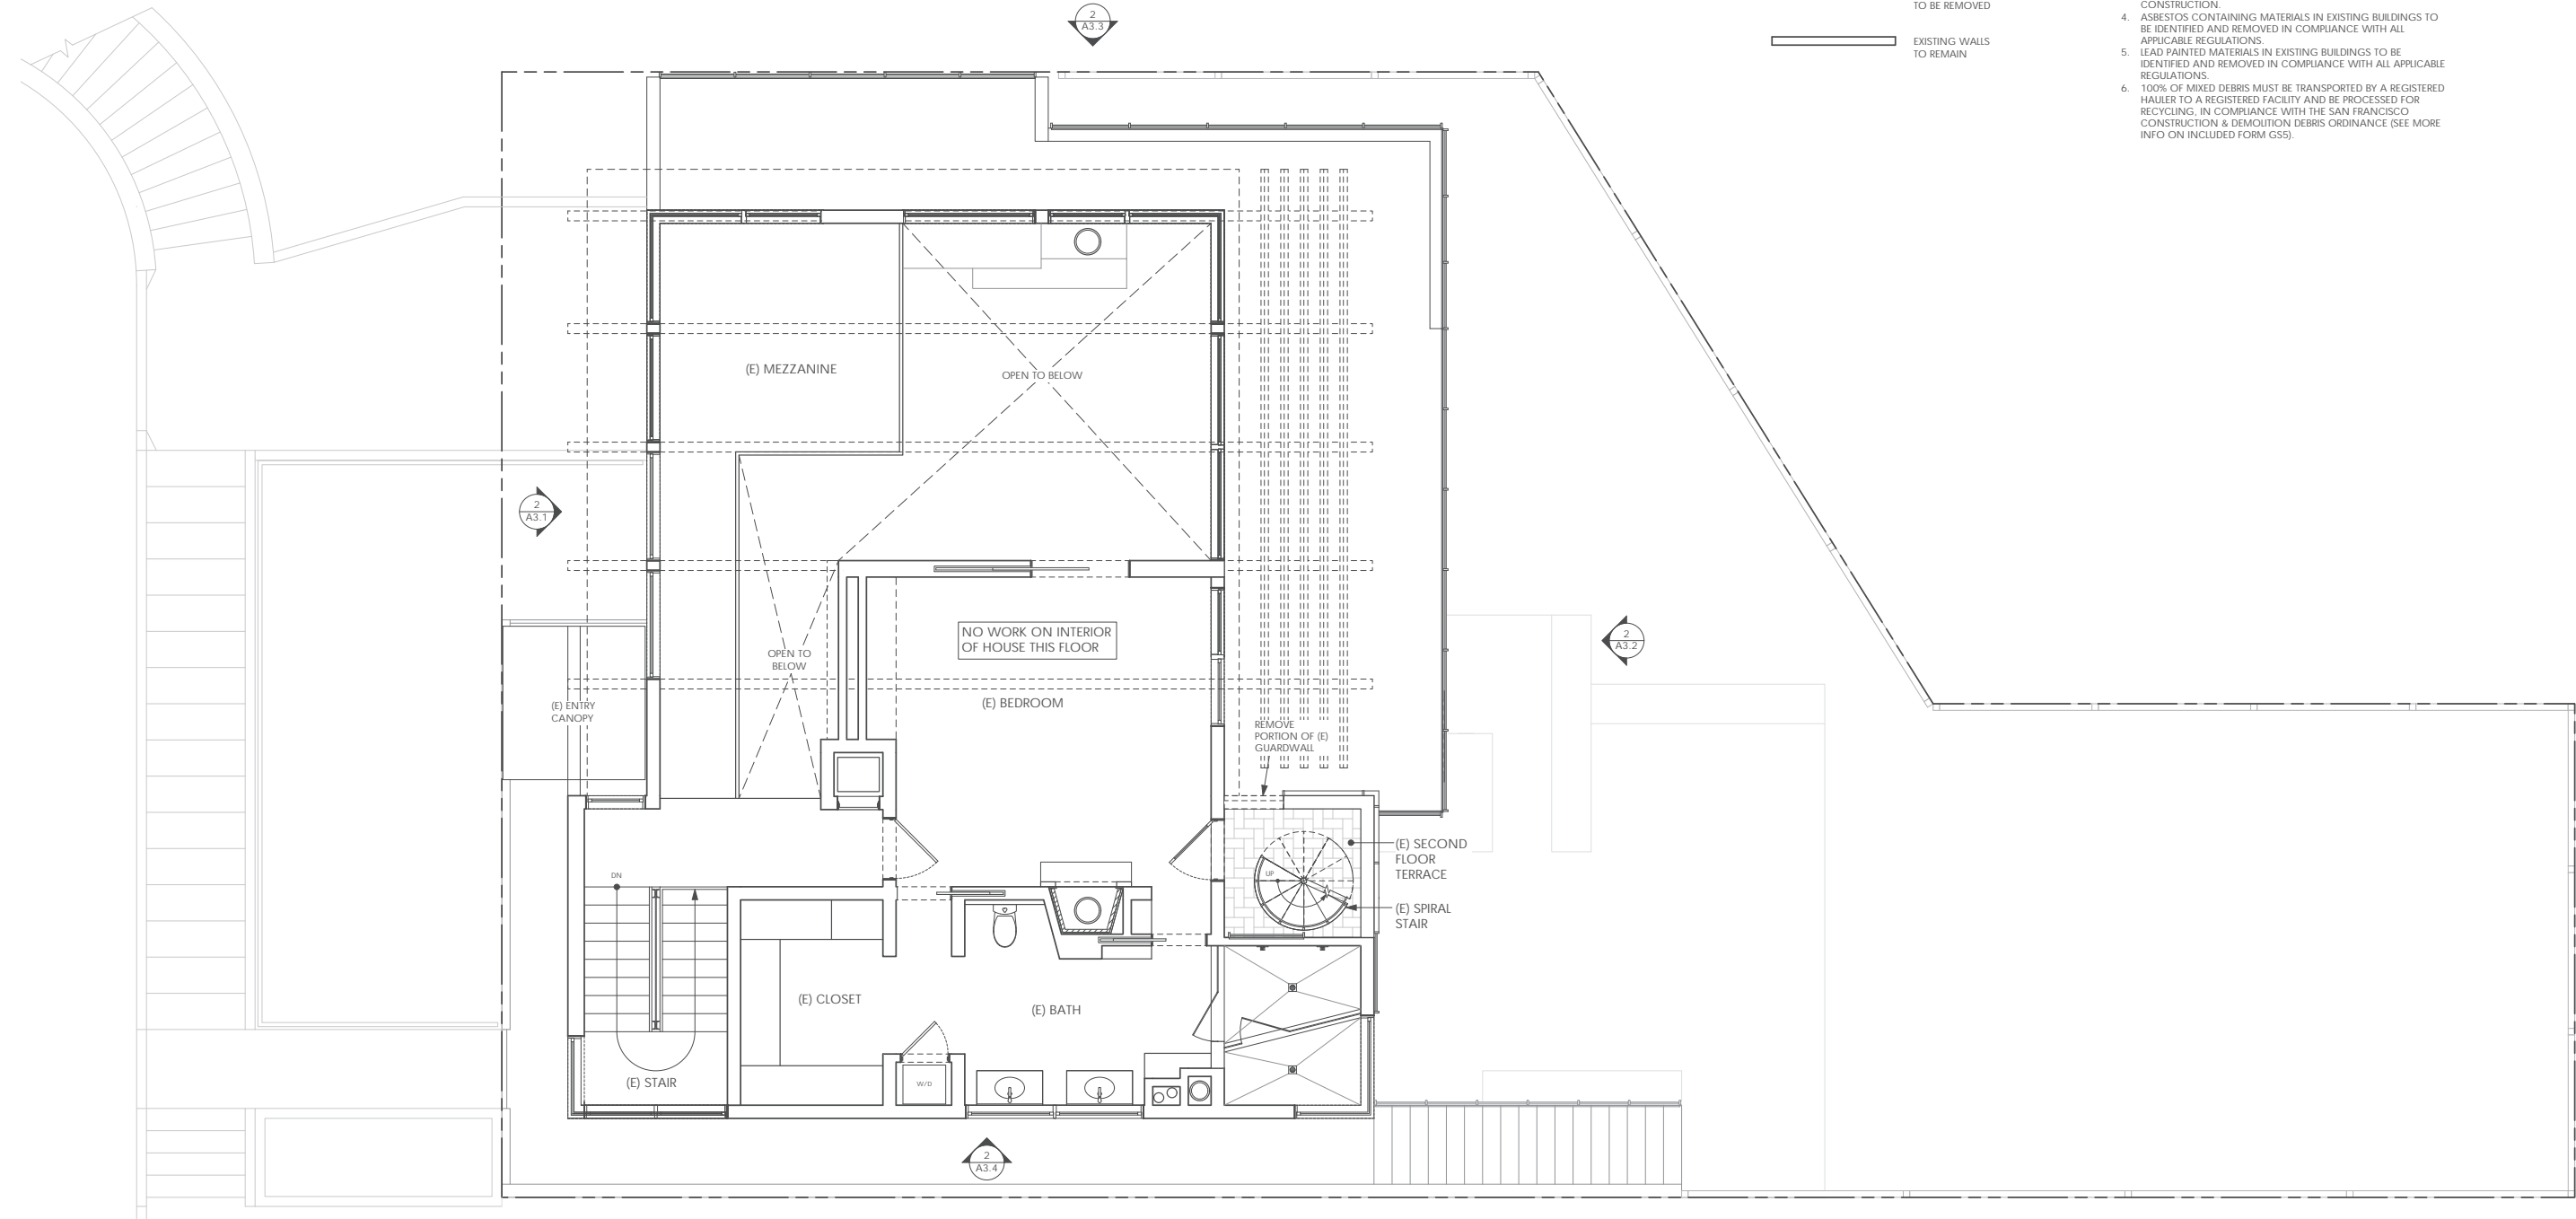 2
A3.3
TO BE REMOVED
EXISTING WALLS
TO REMAIN
CONSTRUCTION.
4. ASBESTOS CONTAINING MATERIALS IN EXISTING BUILDINGS TO
BE IDENTIFIED AND REMOVED IN COMPLIANCE WITH ALL
APPLICABLE REGULATIONS.
5. LEAD PAINTED MATERIALS IN EXISTING BUILDINGS TO BE
IDENTIFIED AND REMOVED IN COMPLIANCE WITH ALL APPLICABLE
REGULATIONS.
6. 100% OF MIXED DEBRIS MUST BE TRANSPORTED BY A REGISTERED
HAULER TO A REGISTERED FACILITY AND BE PROCESSED FOR
RECYCLING, IN COMPLIANCE WITH THE SAN FRANCISCO
CONSTRUCTION & DEMOLITION DEBRIS ORDINANCE (SEE MORE
INFO ON INCLUDED FORM GS5).
(E) MEZZANINE
OPEN TO BELOW
2
A3.1
NO WORK ON INTERIOR
OF HOUSE THIS FLOOR
2
A3.2
OPEN TO
BELOW
(E) BEDROOM
(E) ENTRY
CANOPY
REMOVE
PORTION OF (E)
GUARDWALL
(E) SECOND
FLOOR
TERRACE
DN
UP
(E) SPIRAL
STAIR
(E) CLOSET
(E) BATH
(E) STAIR
W/D
2
A3.4